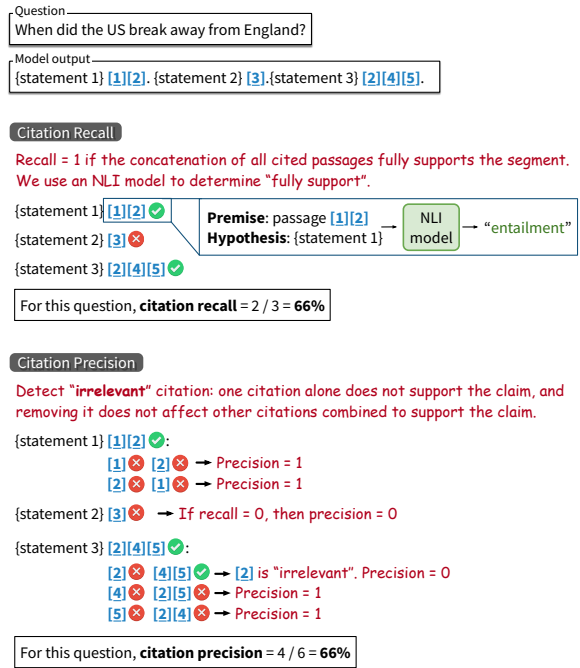 Question
When did the US break away from England?
Model output
{statement 1} [1][2]. {statement 2} [3].{statement 3} [2][4][5].
Citation Recall
Recall = 1 if the concatenation of all cited passages fully supports the segment.
We use an NLI model to determine “fully support”.
{statement 1} [1][2]
Premise: passage [1][2]
Hypothesis: {statement 1}
NLI
model
“entailment”
{statement 2} [3]
{statement 3} [2][4][5]
For this question, citation recall = 2 / 3 = 66%
Citation Precision
Detect “irrelevant” citation: one citation alone does not support the claim, and
removing it does not affect other citations combined to support the claim.
{statement 1} [1][2] :
[1] [2] → Precision = 1
[2] [1] → Precision = 1
{statement 2} [3] → If recall = 0, then precision = 0
{statement 3} [2][4][5] :
[2] [4][5] → [2] is “irrelevant”. Precision = 0
[4] [2][5] → Precision = 1
[5] [2][4] → Precision = 1
For this question, citation precision = 4 / 6 = 66%